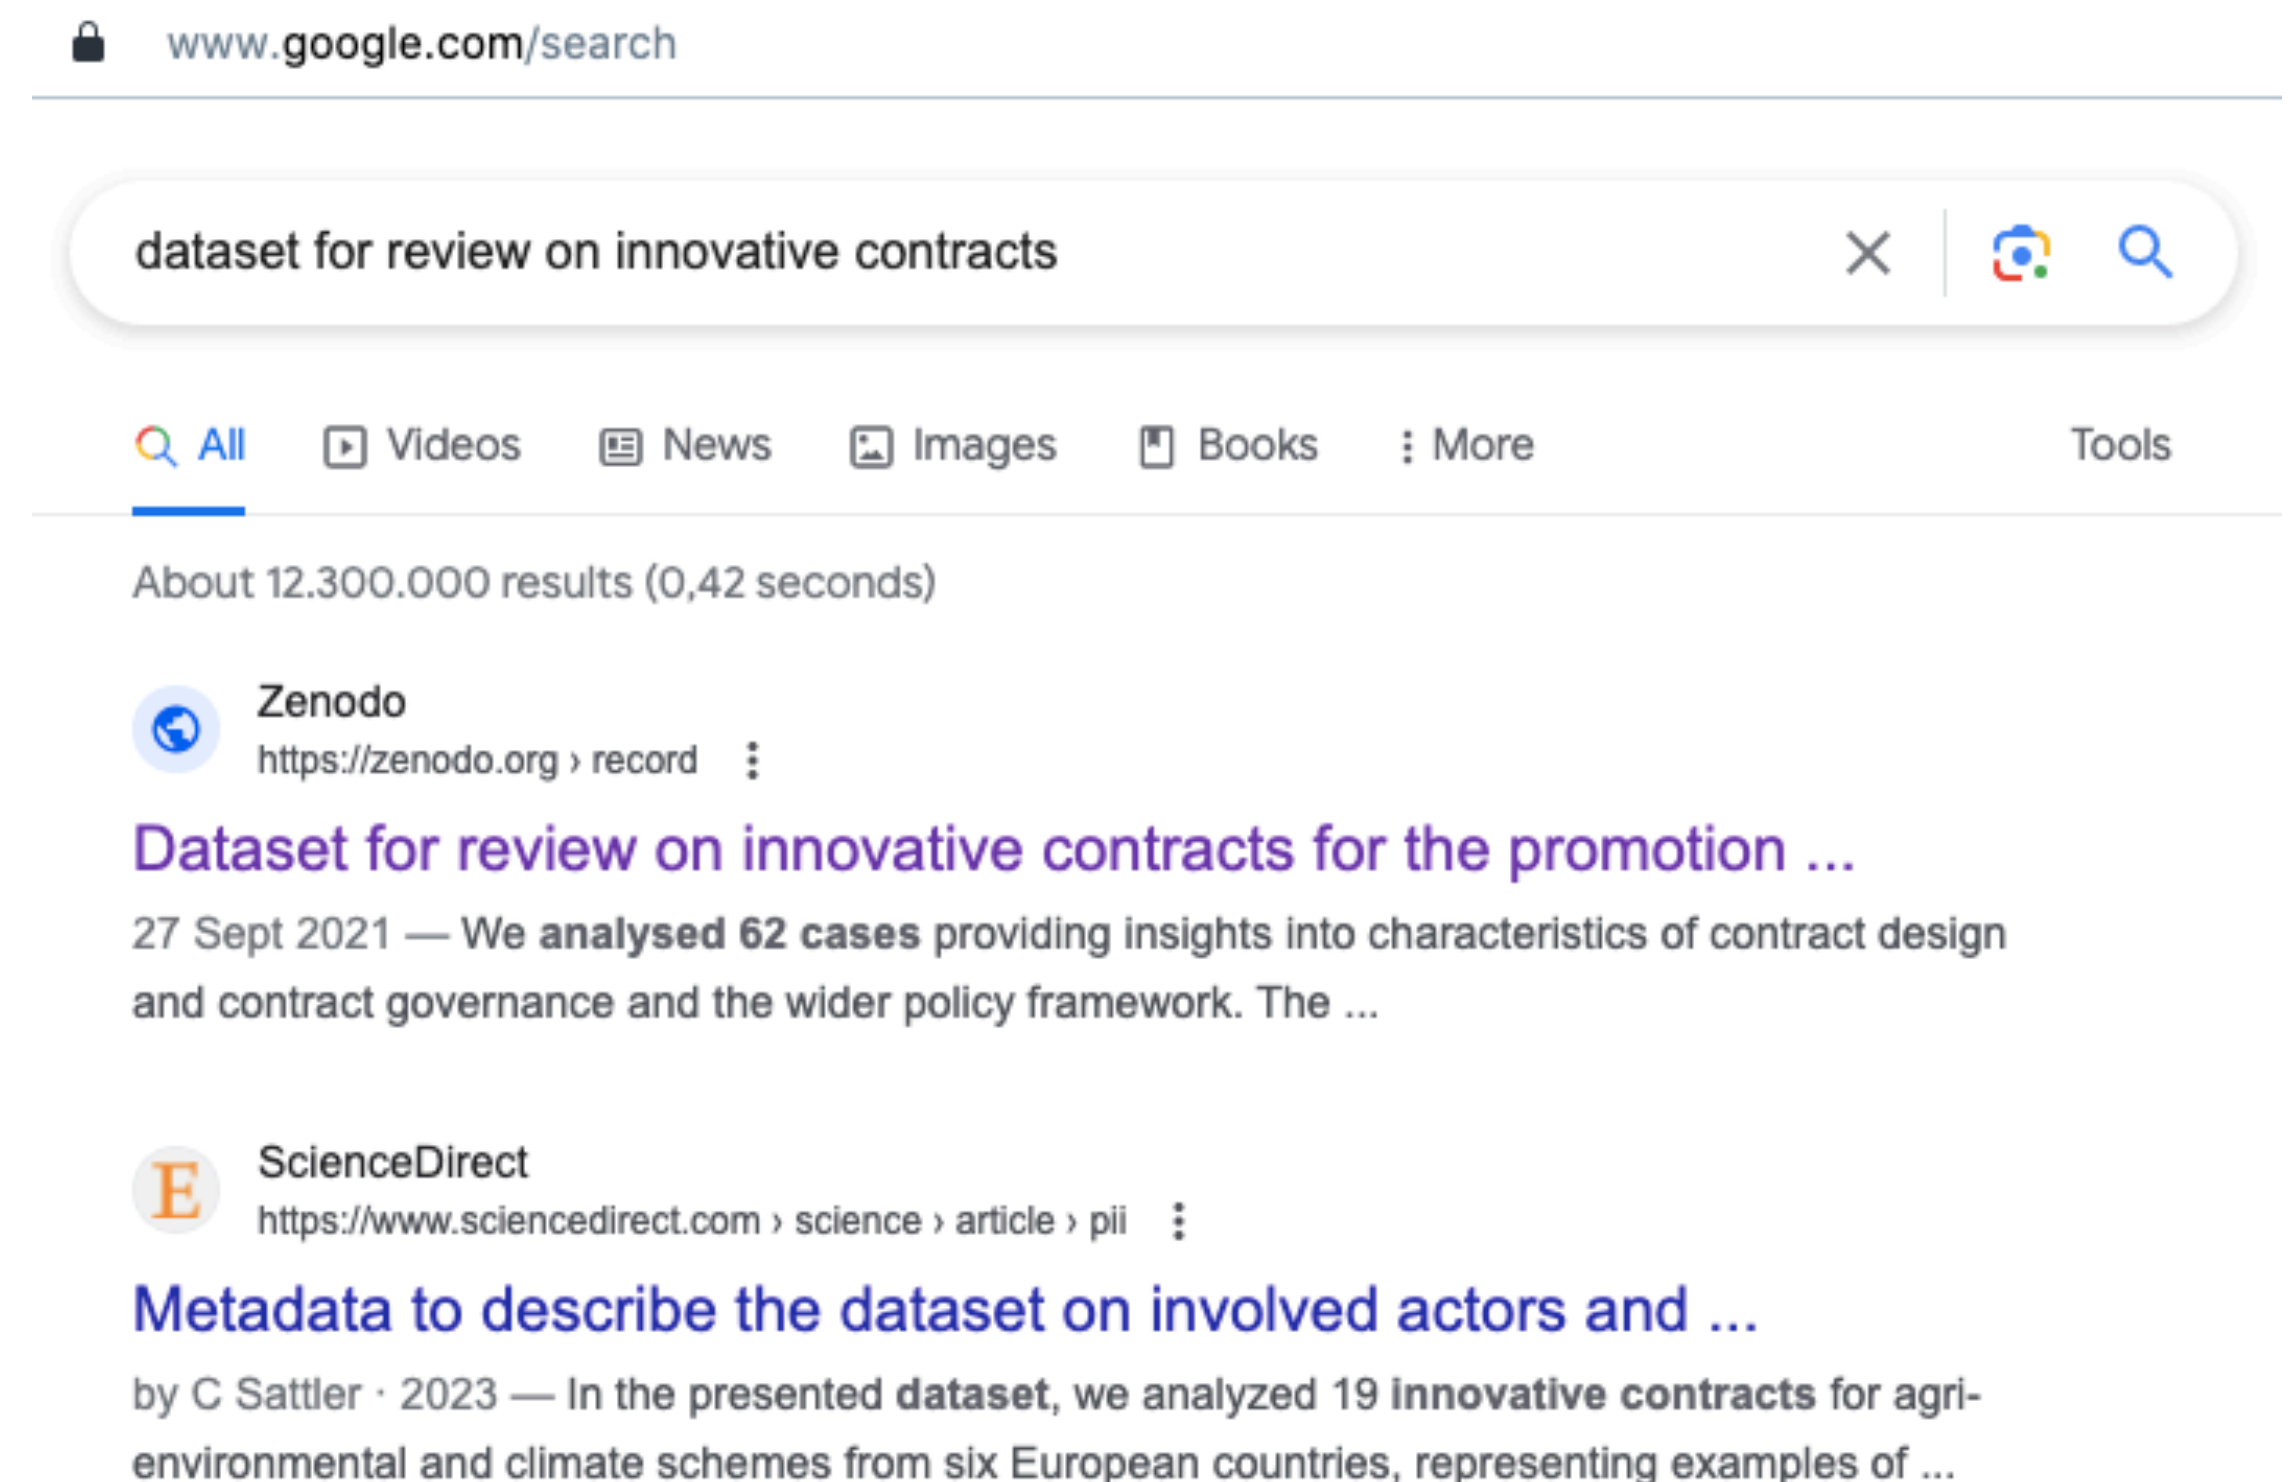 www.google.com/search
dataset for review on innovative contracts
All Videos News Images Books More Tools
About 12.300.000 results (0,42 seconds)
Zenodo
https://zenodo.org › record
Dataset for review on innovative contracts for the promotion ...
27 Sept 2021 — We analysed 62 cases providing insights into characteristics of contract design
and contract governance and the wider policy framework. The ...
E
ScienceDirect
https://www.sciencedirect.com › science › article › pii
Metadata to describe the dataset on involved actors and ...
by C Sattler · 2023 — In the presented dataset, we analyzed 19 innovative contracts for agri-
environmental and climate schemes from six European countries, representing examples of ...